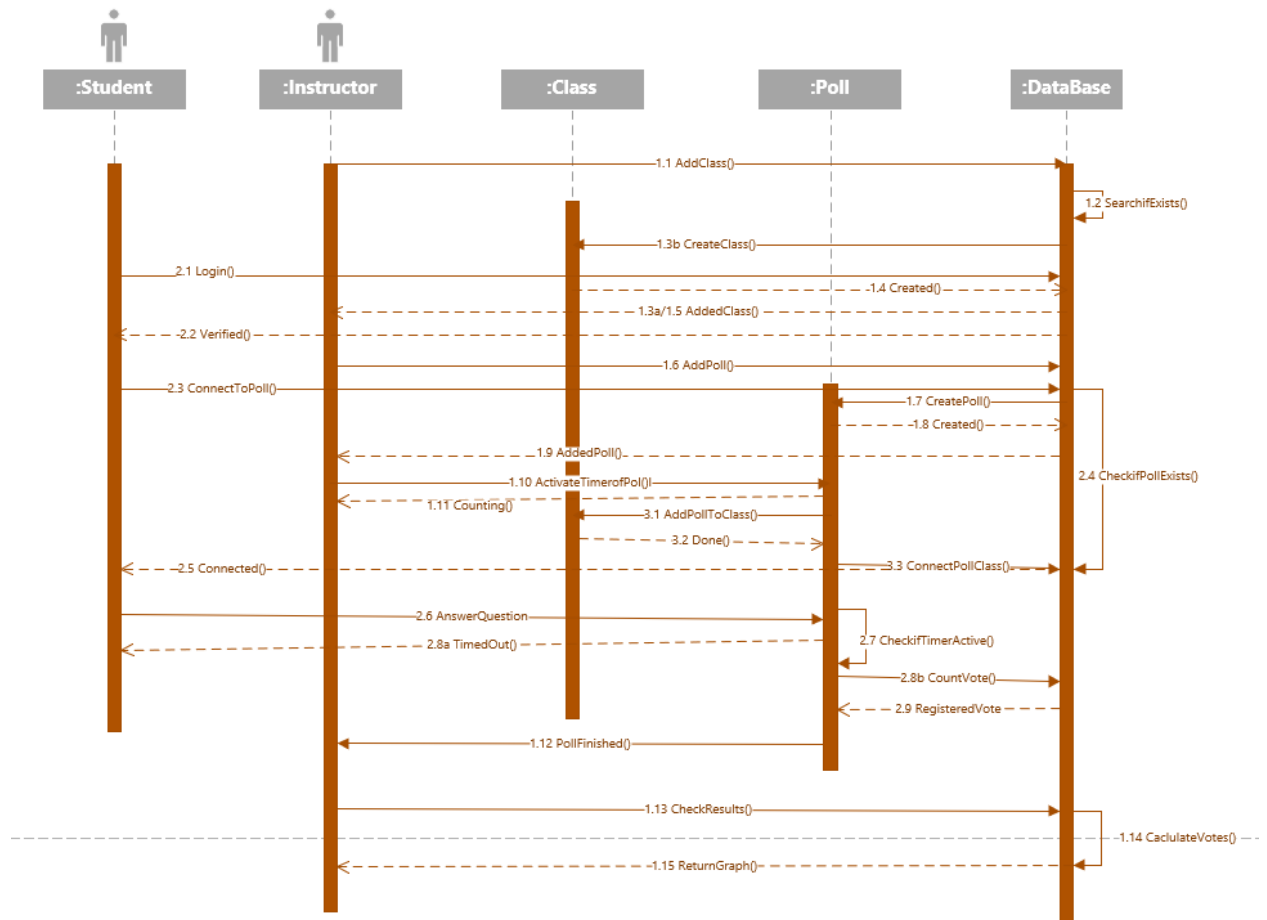 :Student
:Instructor
:Class
:Poll
:DataBase
1.1 AddClass()
1.2 SearchifExists()
1.3b CreateClass()
2.1 Login()
1.4 Created()
1.3a/1.5 AddedClass()
2.2 Verified()
1.6 AddPoll()
2.3 ConnectToPoll()
1.7 CreatePoll()
1.8 Created()
1.9 AddedPoll()
2.4 CheckifPollExists()
1.10 ActivateTimerofPol()l
1.11 Counting()
3.1 AddPollToClass()
3.2 Done()
2.5 Connected()
3.3 ConnectPollClass()
2.6 AnswerQuestion
2.7 CheckifTimerActive()
2.8a TimedOut()
2.8b CountVote()
2.9 RegisteredVote
1.12 PollFinished()
1.13 CheckResults()
1.14 CaclulateVotes()
1.15 ReturnGraph()